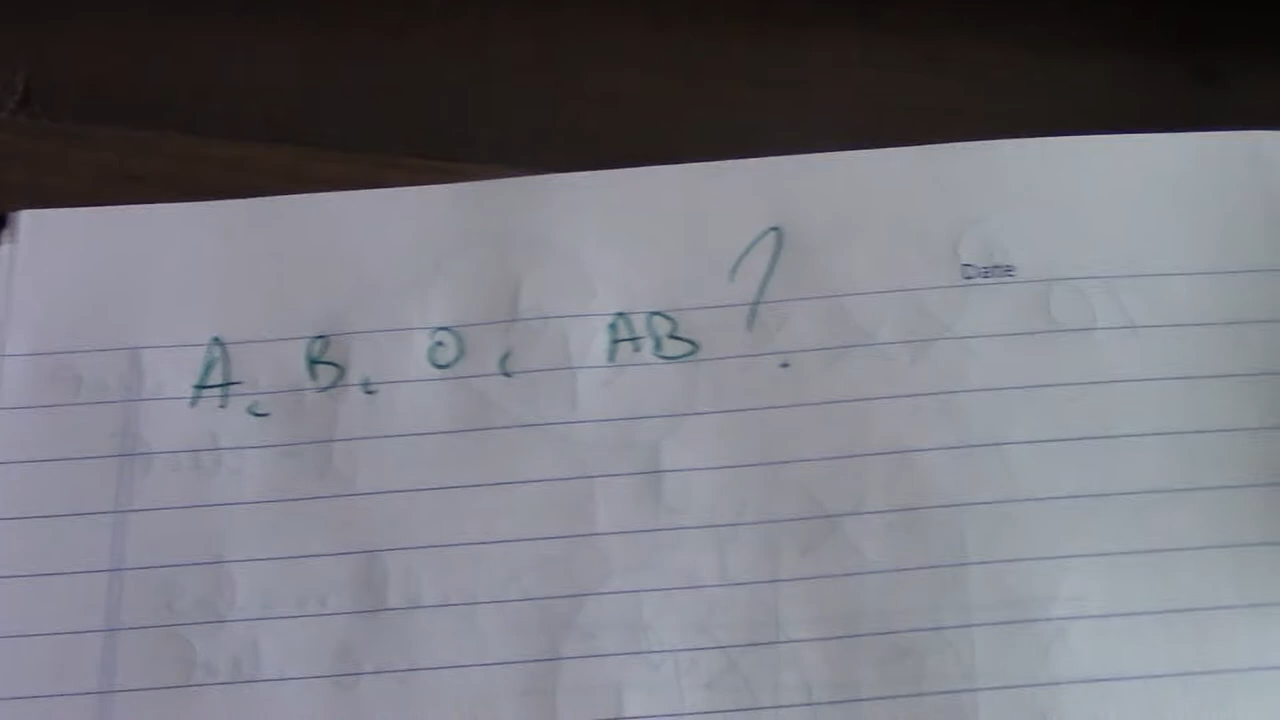 Date
A, B, O, AB?